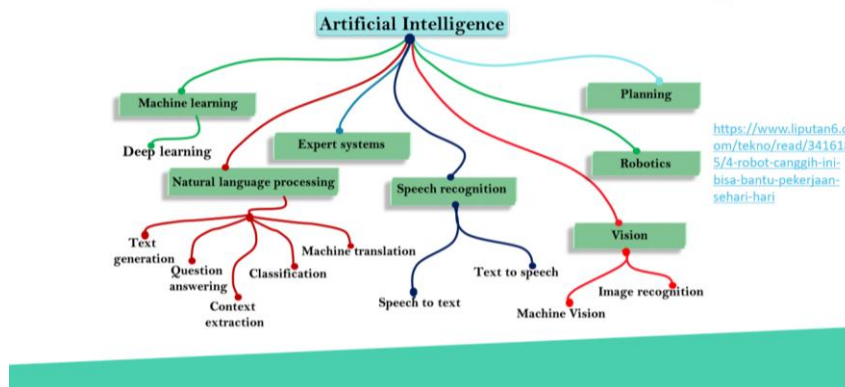 Artificial Intelligence
Machine learning
Deep learning
Natural language processing
Text
generation
Question
answering
Context
extraction
Classification
Machine translation
Expert systems
Speech recognition
Speech to text
Text to speech
Vision
Machine Vision
Image recognition
Robotics
Planning
https://www.liputan6.c
om/tekno/read/34161
5/4-robot-canggih-ini-
bisa-bantu-pekerjaan-
sehari-hari